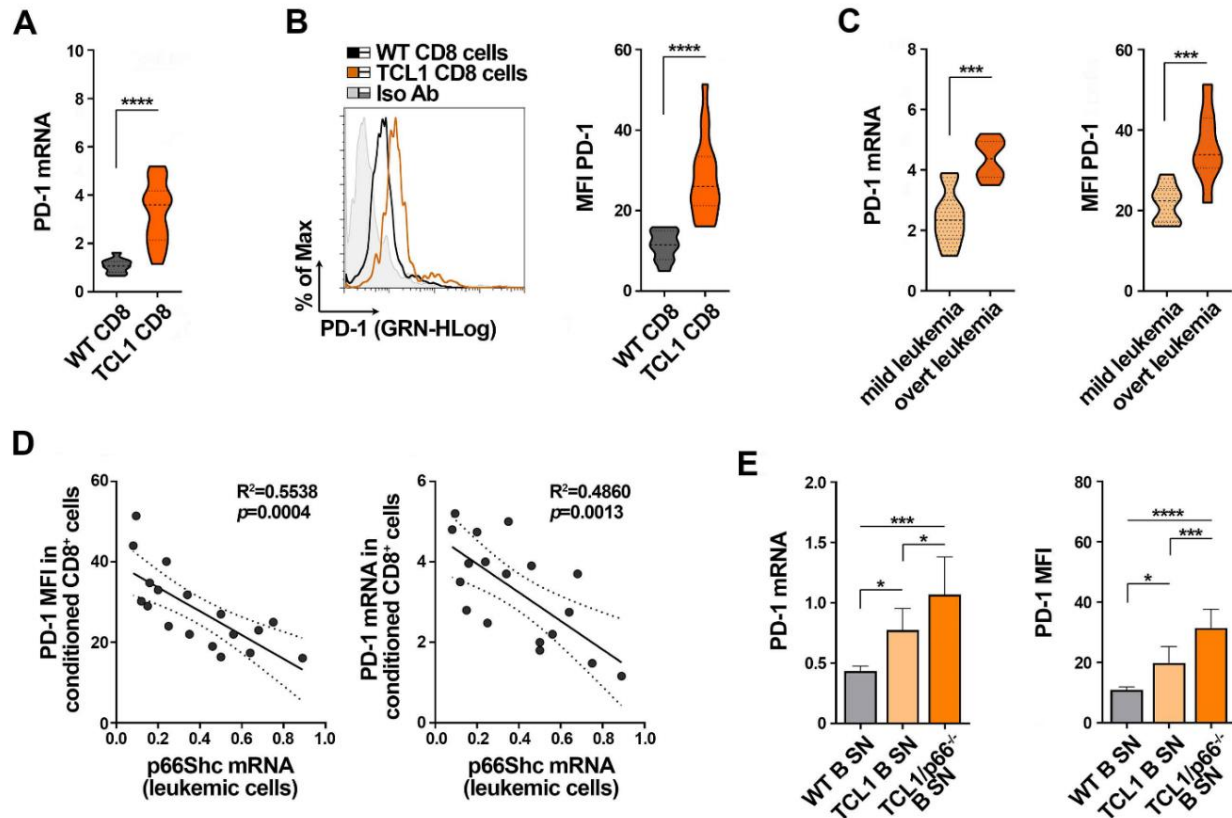 A
PD-1 mRNA
10
8
6
4
2
0
****
WT CD8
TCL1 CD8
B
WT CD8 cells
TCL1 CD8 cells
Iso Ab
% of Max
PD-1 (GRN-HLog)
MFI PD-1
60
40
20
0
****
WT CD8
TCL1 CD8
C
PD-1 mRNA
8
6
4
2
0
***
mild leukemia
overt leukemia
MFI PD-1
60
40
20
0
***
mild leukemia
overt leukemia
D
PD-1 MFI in
conditioned CD8⁺ cells
60
40
20
0
R²=0.5538
p=0.0004
0.0 0.2 0.4 0.6 0.8 1.0
p66Shc mRNA
(leukemic cells)
PD-1 mRNA in
conditioned CD8⁺ cells
6
4
2
0
R²=0.4860
p=0.0013
0.0 0.2 0.4 0.6 0.8 1.0
p66Shc mRNA
(leukemic cells)
E
PD-1 mRNA
2.0
1.5
1.0
0.5
0
***
*
*
WT B SN
TCL1 B SN
TCL1/p66⁻/⁻
B SN
PD-1 MFI
80
60
40
20
0
****
***
*
WT B SN
TCL1 B SN
TCL1/p66⁻/⁻
B SN